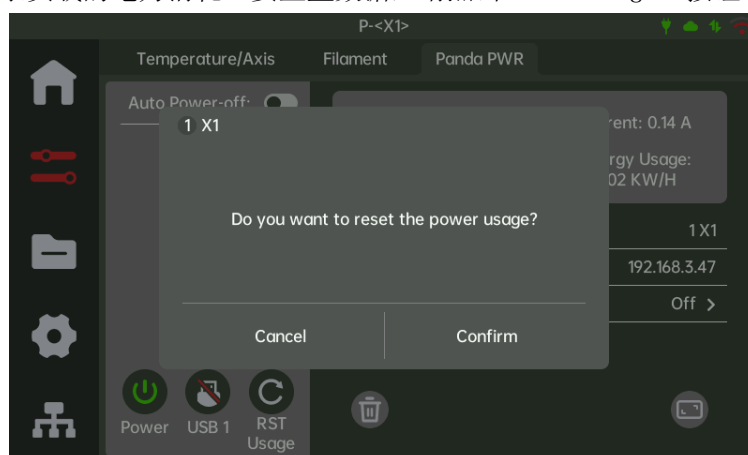 P-<X1>
Temperature/Axis
Filament
Panda PWR
Auto Power-off:
rent: 0.14 A
1 X1
rgy Usage:
02 KW/H
Do you want to reset the power usage?
1 X1
192.168.3.47
Off >
Cancel
Confirm
Power
USB 1
RST
Usage